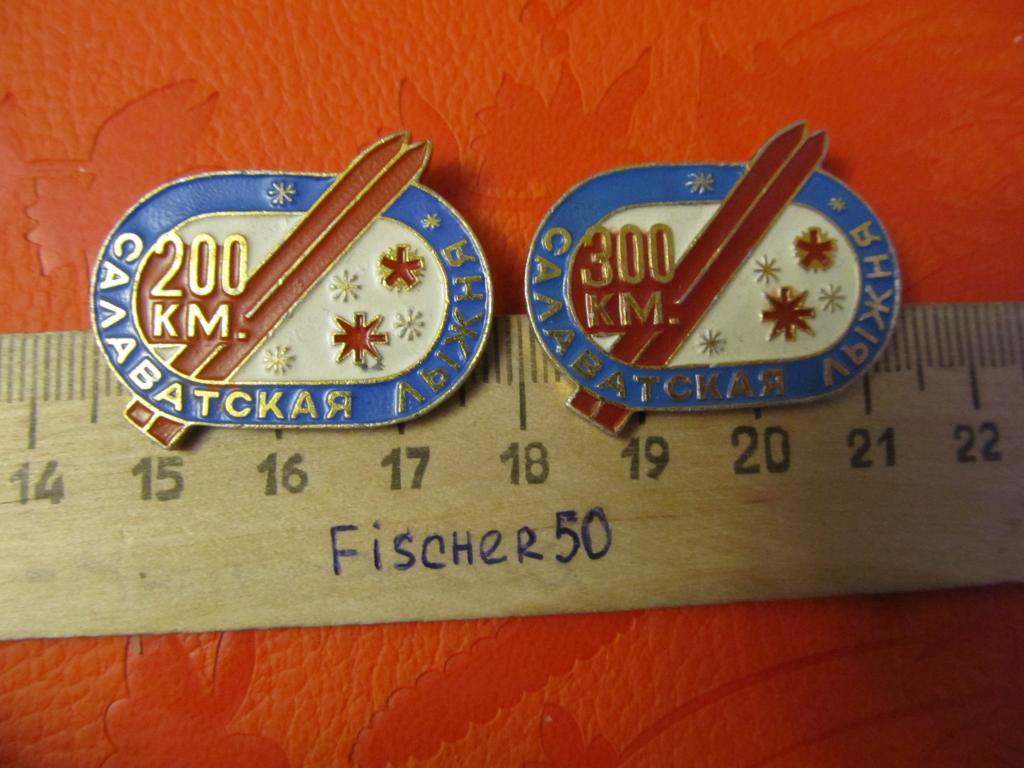 200
КМ.
САЛАВАТСКАЯ ЛЫЖНЯ
300
КМ.
САЛАВАТСКАЯ ЛЫЖНЯ
14 15 16 17 18 19 20 21 22
Fischer50